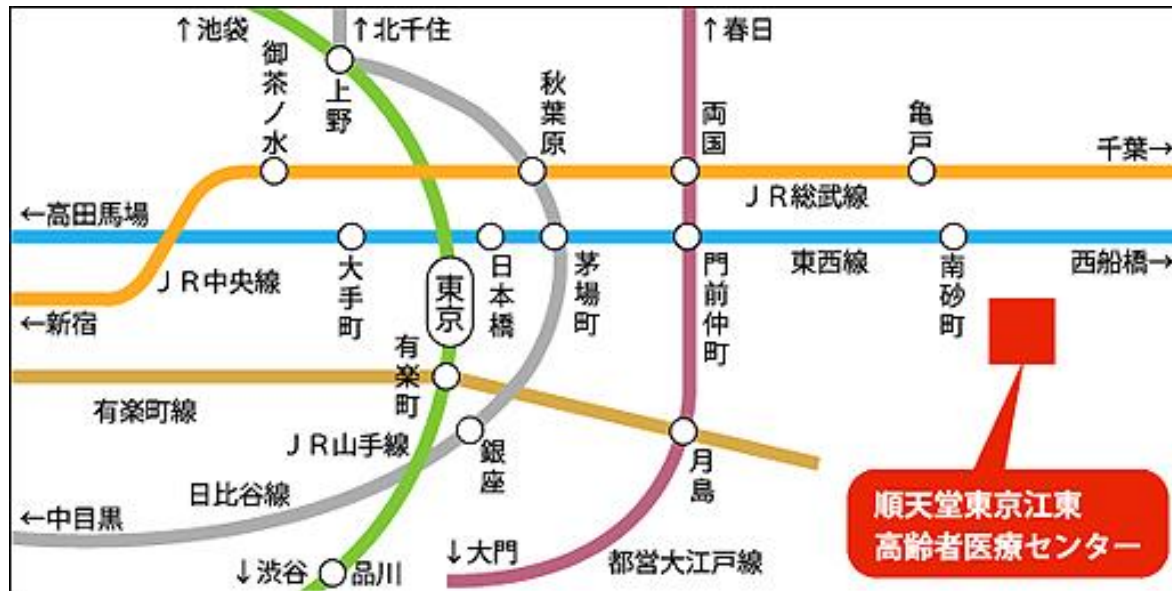 ↑池袋
↑北千住
↑春日
御茶ノ水
上野
秋葉原
両国
亀戸
千葉→
ＪＲ総武線
←高田馬場
ＪＲ中央線
大手町
東京
日本橋
茅場町
門前仲町
東西線
南砂町
西船橋→
←新宿
有楽町
有楽町線
ＪＲ山手線
銀座
月島
日比谷線
←中目黒
↓大門
都営大江戸線
↓渋谷
品川
順天堂東京江東
高齢者医療センター